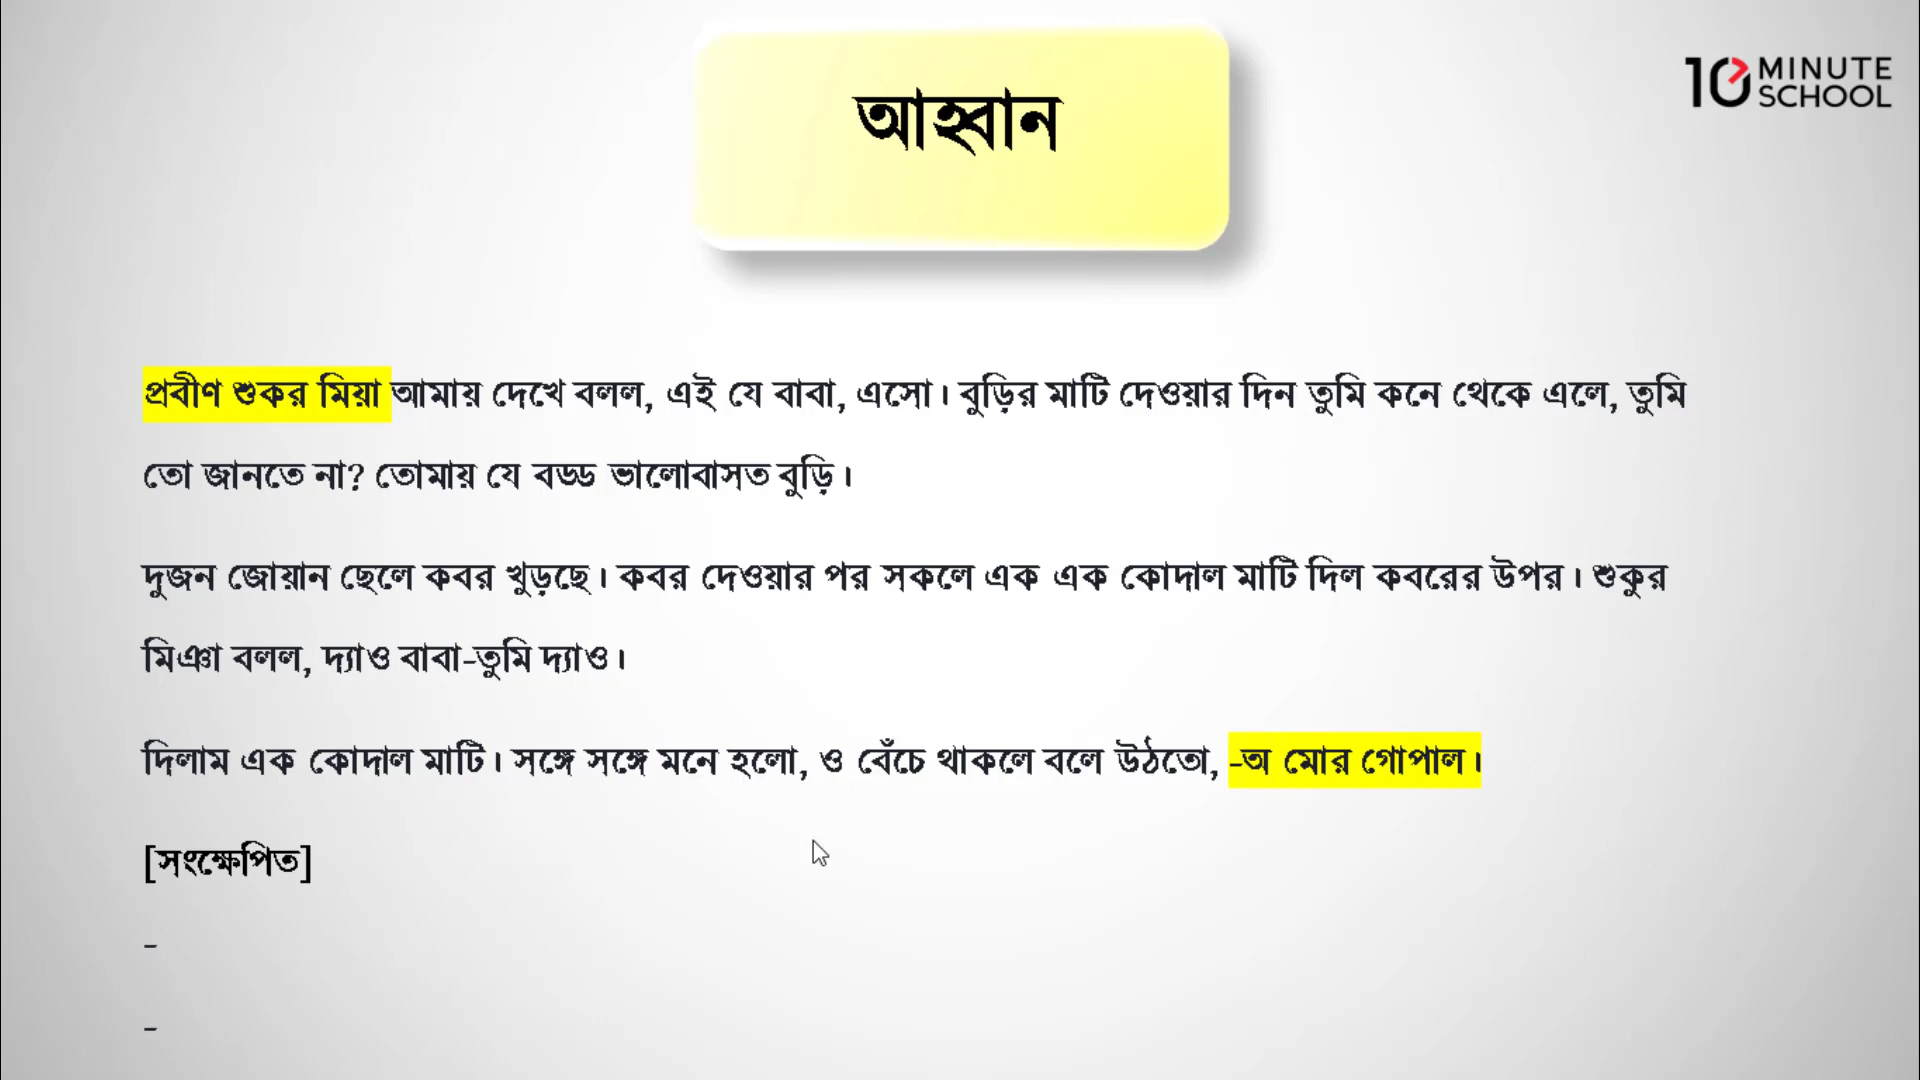 আহ্বান
10 MINUTE SCHOOL
প্রবীণ শুকর মিয়া আমায় দেখে বলল, এই যে বাবা, এসো। বুড়ির মাটি দেওয়ার দিন তুমি কনে থেকে এলে, তুমি
তো জানতে না? তোমায় যে বড্ড ভালোবাসত বুড়ি।
দুজন জোয়ান ছেলে কবর খুড়ছে। কবর দেওয়ার পর সকলে এক এক কোদাল মাটি দিল কবরের উপর। শুকুর
মিঞা বলল, দ্যাও বাবা-তুমি দ্যাও।
দিলাম এক কোদাল মাটি। সঙ্গে সঙ্গে মনে হলো, ও বেঁচে থাকলে বলে উঠতো, -অ মোর গোপাল।
[সংক্ষেপিত]
-
-